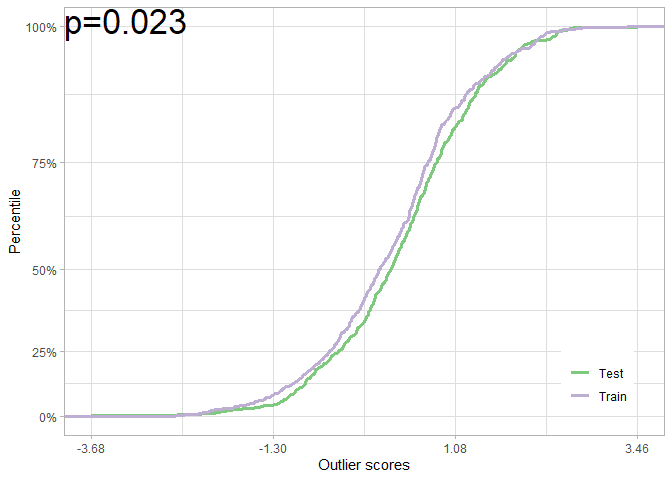 p=0.023
100%
75%
50%
25%
0%
Percentile
-3.68
-1.30
1.08
3.46
Outlier scores
Test
Train